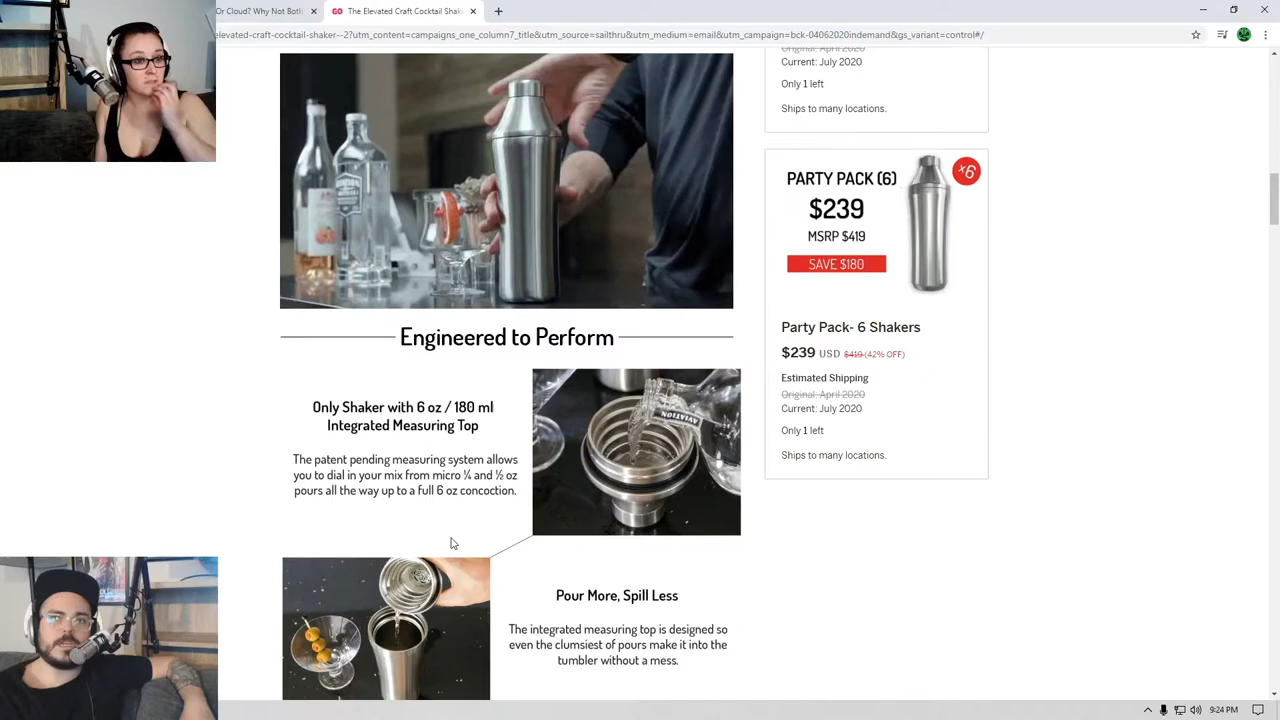 Or Cloud? Why Not Both
The Elevated Craft Cocktail Shak
elevated-craft-cocktail-shaker--2?utm_content=campaigns_one_column7_title&utm_source=sailthru&utm_medium=email&utm_campaign=bck-04062020indemand&gs_variant=control#/
Original: April 2020
Current: July 2020
Only 1 left
Ships to many locations.
PARTY PACK (6)
x6
$239
MSRP $419
SAVE $180
Party Pack- 6 Shakers
$239 USD $419 (42% OFF)
Estimated Shipping
Original: April 2020
Current: July 2020
Only 1 left
Ships to many locations.
Engineered to Perform
Only Shaker with 6 oz / 180 ml
Integrated Measuring Top
The patent pending measuring system allows
you to dial in your mix from micro ¼ and ½ oz
pours all the way up to a full 6 oz concoction.
AVIATION
Pour More, Spill Less
The integrated measuring top is designed so
even the clumsiest of pours make it into the
tumbler without a mess.
9:24 PM